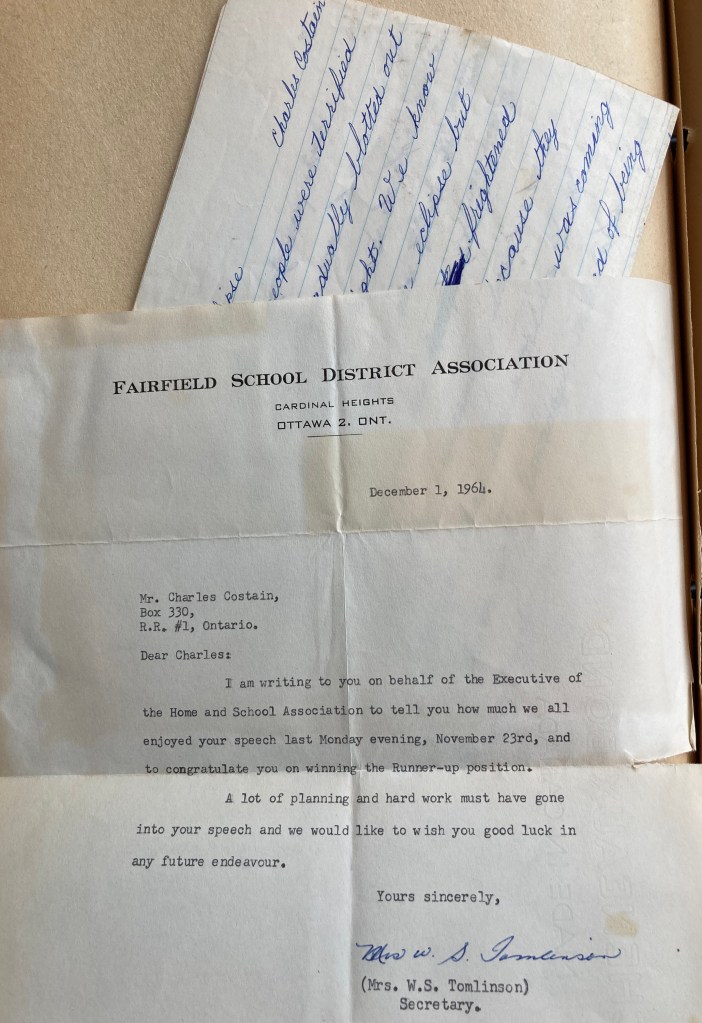 Charles Costain
people were terrified
gradually blotted out
We know
eclipse but
frightened
because they
was coming
of being
FAIRFIELD SCHOOL DISTRICT ASSOCIATION
CARDINAL HEIGHTS
OTTAWA 2, ONT.
December 1, 1964.
Mr. Charles Costain,
Box 330,
R.R. #1, Ontario.
Dear Charles:
I am writing to you on behalf of the Executive of
the Home and School Association to tell you how much we all
enjoyed your speech last Monday evening, November 23rd, and
to congratulate you on winning the Runner-up position.
A lot of planning and hard work must have gone
into your speech and we would like to wish you good luck in
any future endeavour.
Yours sincerely,
Mrs W. S. Tomlinson
(Mrs. W.S. Tomlinson)
Secretary.